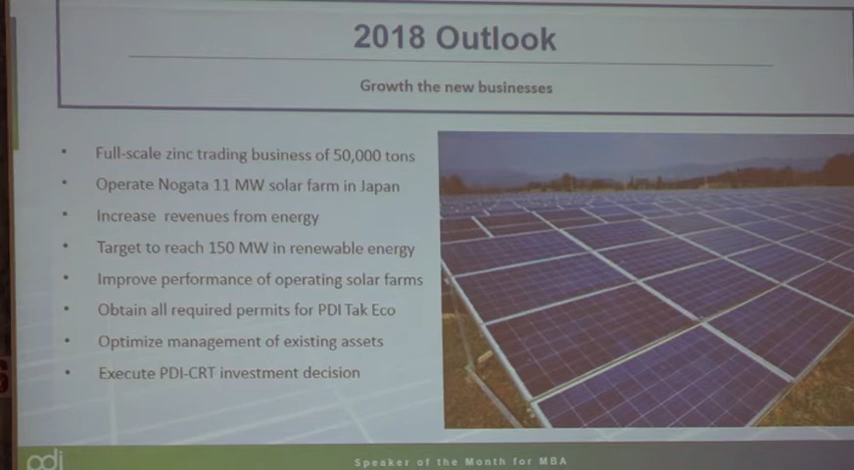 2018 Outlook
Growth the new businesses
• Full-scale zinc trading business of 50,000 tons
• Operate Nogata 11 MW solar farm in Japan
• Increase revenues from energy
• Target to reach 150 MW in renewable energy
• Improve performance of operating solar farms
• Obtain all required permits for PDI Tak Eco
• Optimize management of existing assets
• Execute PDI-CRT investment decision
pdi
Speaker of the Month for MBA